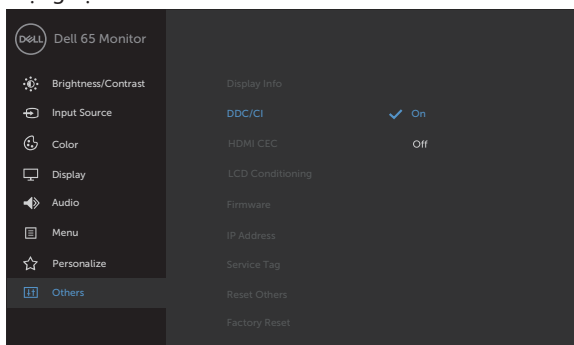 DELL Dell 65 Monitor
Brightness/Contrast Display Info
Input Source DDC/CI On
Color HDMI CEC Off
Display LCD Conditioning
Audio Firmware
Menu IP Address
Personalize Service Tag
Others Reset Others
Factory Reset